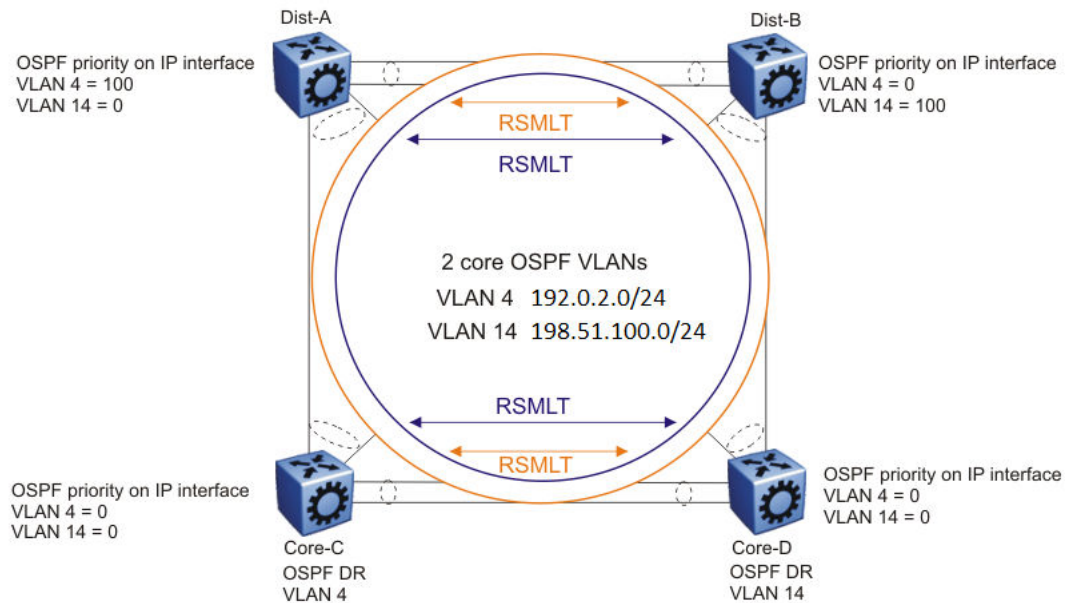 Dist-A
Dist-B
OSPF priority on IP interface
VLAN 4 = 100
VLAN 14 = 0
OSPF priority on IP interface
VLAN 4 = 0
VLAN 14 = 100
RSMLT
RSMLT
2 core OSPF VLANs
VLAN 4 192.0.2.0/24
VLAN 14 198.51.100.0/24
RSMLT
RSMLT
OSPF priority on IP interface
VLAN 4 = 0
VLAN 14 = 0
OSPF priority on IP interface
VLAN 4 = 0
VLAN 14 = 0
Core-C
OSPF DR
VLAN 4
Core-D
OSPF DR
VLAN 14